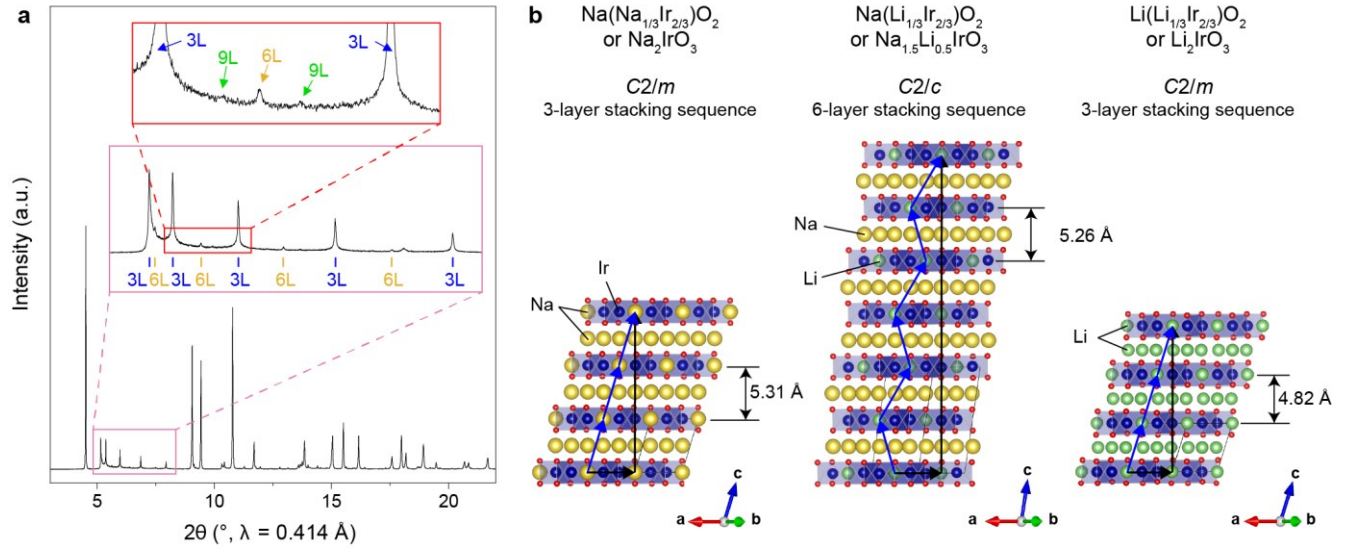 a
3L
9L
6L
9L
3L
3L 6L 3L 6L 3L 6L 3L 6L 3L
Intensity (a.u.)
5 10 15 20
2θ (°, λ = 0.414 Å)
b
Na(Na1/3Ir2/3)O2
or Na2IrO3
C2/m
3-layer stacking sequence
Ir
Na
5.31 Å
c
a
b
Na(Li1/3Ir2/3)O2
or Na1.5Li0.5IrO3
C2/c
6-layer stacking sequence
Na
Li
5.26 Å
c
a
b
Li(Li1/3Ir2/3)O2
or Li2IrO3
C2/m
3-layer stacking sequence
Li
4.82 Å
c
a
b